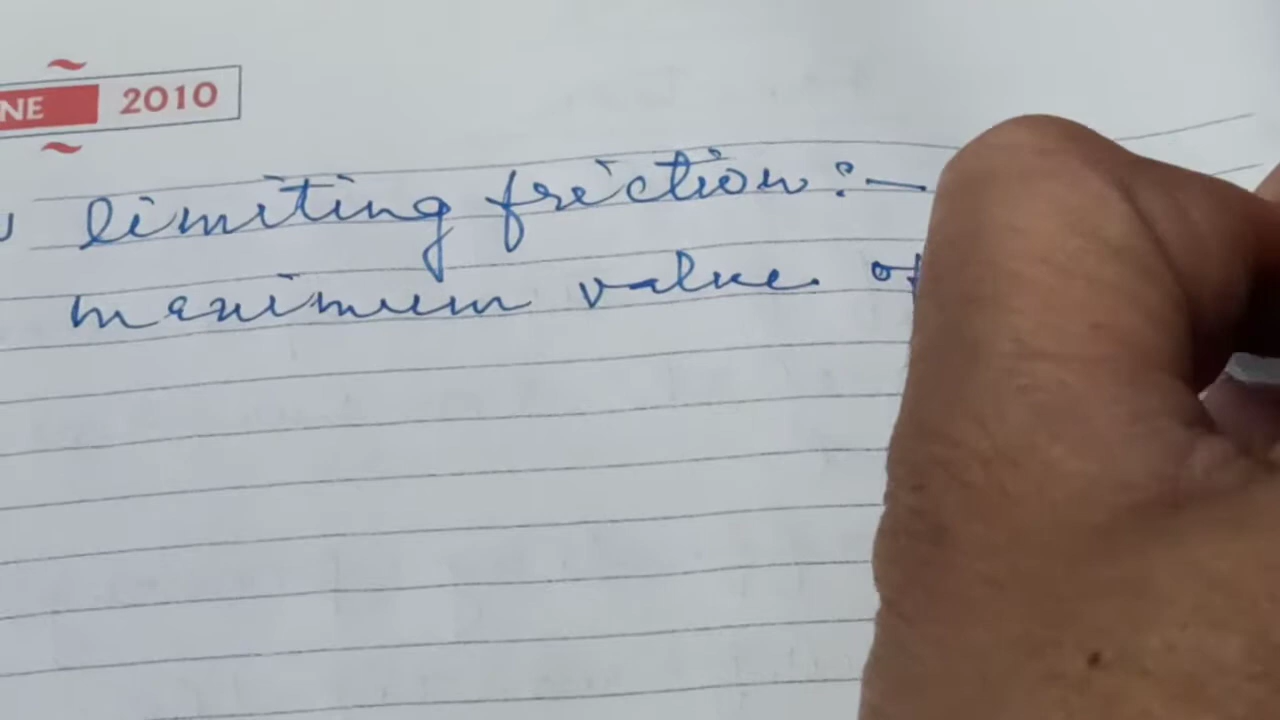 NE 2010
limiting friction :—
maximum value of